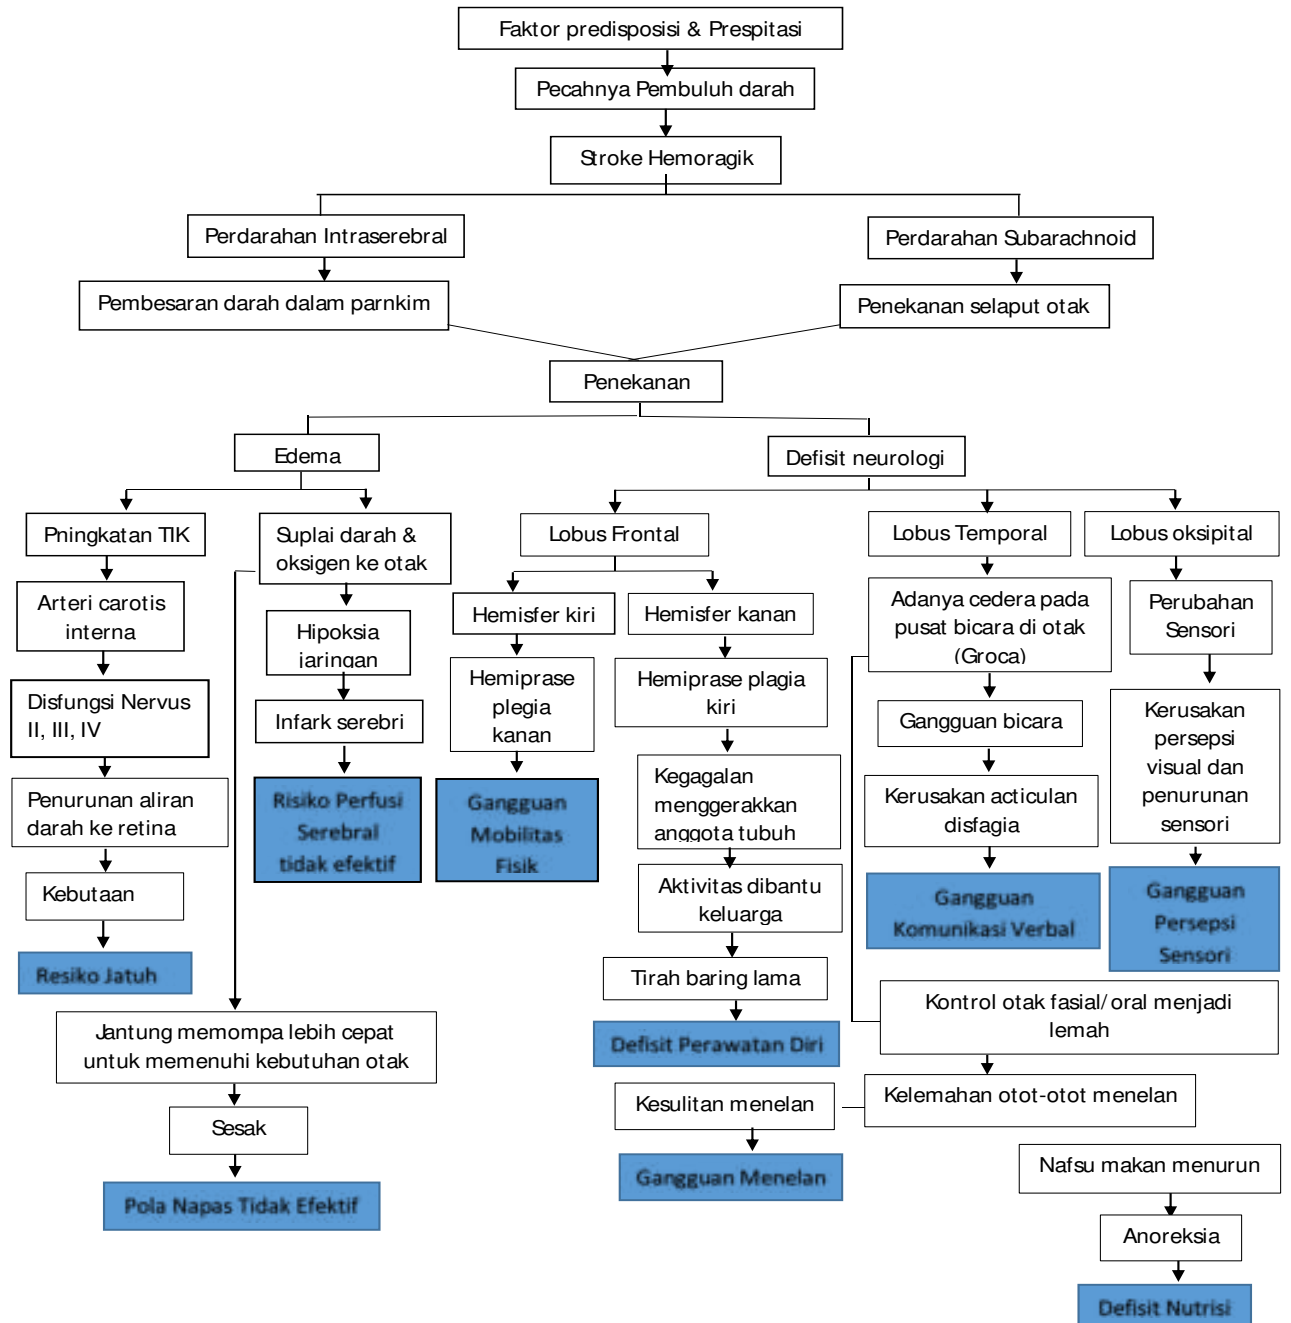 Faktor predisposisi & Prespitasi
Pecahnya Pembuluh darah
Stroke Hemoragik
Perdarahan Intraserebral
Perdarahan Subarachnoid
Pembesaran darah dalam parnkim
Penekanan selaput otak
Penekanan
Edema
Defisit neurologi
Pningkatan TIK
Suplai darah &
oksigen ke otak
Lobus Frontal
Lobus Temporal
Lobus oksipital
Arteri carotis
interna
Hipoksia
jaringan
Hemisfer kiri
Hemisfer kanan
Adanya cedera pada
pusat bicara di otak
(Groca)
Perubahan
Sensori
Disfungsi Nervus
II, III, IV
Infark serebri
Hemiprase
plegia
kanan
Hemiprase plagia
kiri
Gangguan bicara
Kerusakan
persepsi
visual dan
penurunan
sensori
Penurunan aliran
darah ke retina
Risiko Perfusi
Serebral
tidak efektif
Gangguan
Mobilitas
Fisik
Kegagalan
menggerakkan
anggota tubuh
Kerusakan acticulan
disfagia
Kebutaan
Aktivitas dibantu
keluarga
Gangguan
Komunikasi Verbal
Gangguan
Persepsi
Sensori
Resiko Jatuh
Tirah baring lama
Kontrol otak fasial/oral menjadi
lemah
Jantung memompa lebih cepat
untuk memenuhi kebutuhan otak
Defisit Perawatan Diri
Kesulitan menelan
Kelemahan otot-otot menelan
Sesak
Gangguan Menelan
Nafsu makan menurun
Pola Napas Tidak Efektif
Anoreksia
Defisit Nutrisi